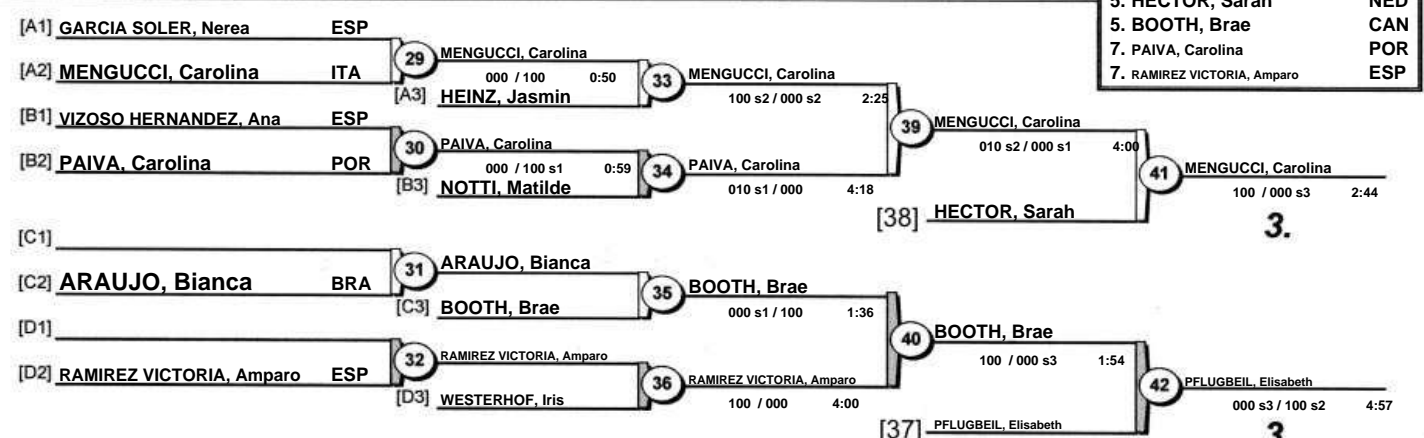 5. HECTOR, Sarah NED
5. BOOTH, Brae CAN
7. PAIVA, Carolina POR
7. RAMIREZ VICTORIA, Amparo ESP
[A1] GARCIA SOLER, Nerea ESP
29 MENGUCCI, Carolina
[A2] MENGUCCI, Carolina ITA
000 / 100 0:50
33 MENGUCCI, Carolina
[A3] HEINZ, Jasmin
100 s2 / 000 s2 2:25
[B1] VIZOSO HERNANDEZ, Ana ESP
39 MENGUCCI, Carolina
30 PAIVA, Carolina
010 s2 / 000 s1 4:00
[B2] PAIVA, Carolina POR
000 / 100 s1 0:59
34 PAIVA, Carolina
41 MENGUCCI, Carolina
[B3] NOTTI, Matilde
010 s1 / 000 4:18
100 / 000 s3 2:44
[38] HECTOR, Sarah
3.
[C1]
31 ARAUJO, Bianca
[C2] ARAUJO, Bianca BRA
35 BOOTH, Brae
[C3] BOOTH, Brae
000 s1 / 100 1:36
[D1]
40 BOOTH, Brae
32 RAMIREZ VICTORIA, Amparo
100 / 000 s3 1:54
[D2] RAMIREZ VICTORIA, Amparo ESP
36 RAMIREZ VICTORIA, Amparo
42 PFLUGBEIL, Elisabeth
[D3] WESTERHOF, Iris
100 / 000 4:00
000 s3 / 100 s2 4:57
[37] PFLUGBEIL, Elisabeth
3.